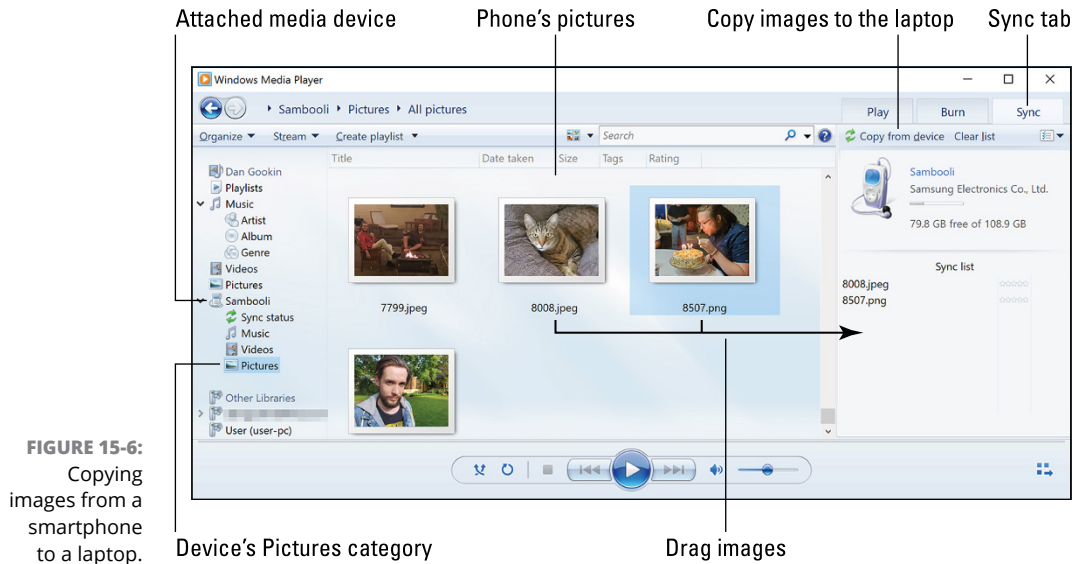 Attached media device
Phone's pictures
Copy images to the laptop
Sync tab
Windows Media Player
Sambooli Pictures All pictures
Play Burn Sync
Organize Stream Create playlist
Search
Copy from device Clear list
Title Date taken Size Tags Rating
Dan Gookin
Playlists
Music
Artist
Album
Genre
Videos
Pictures
Sambooli
Sync status
Music
Videos
Pictures
Other Libraries
User (user-pc)
7799.jpeg
8008.jpeg
8507.png
Sambooli
Samsung Electronics Co., Ltd.
79.8 GB free of 108.9 GB
Sync list
8008.jpeg
8507.png
FIGURE 15-6:
Copying
images from a
smartphone
to a laptop.
Device's Pictures category
Drag images